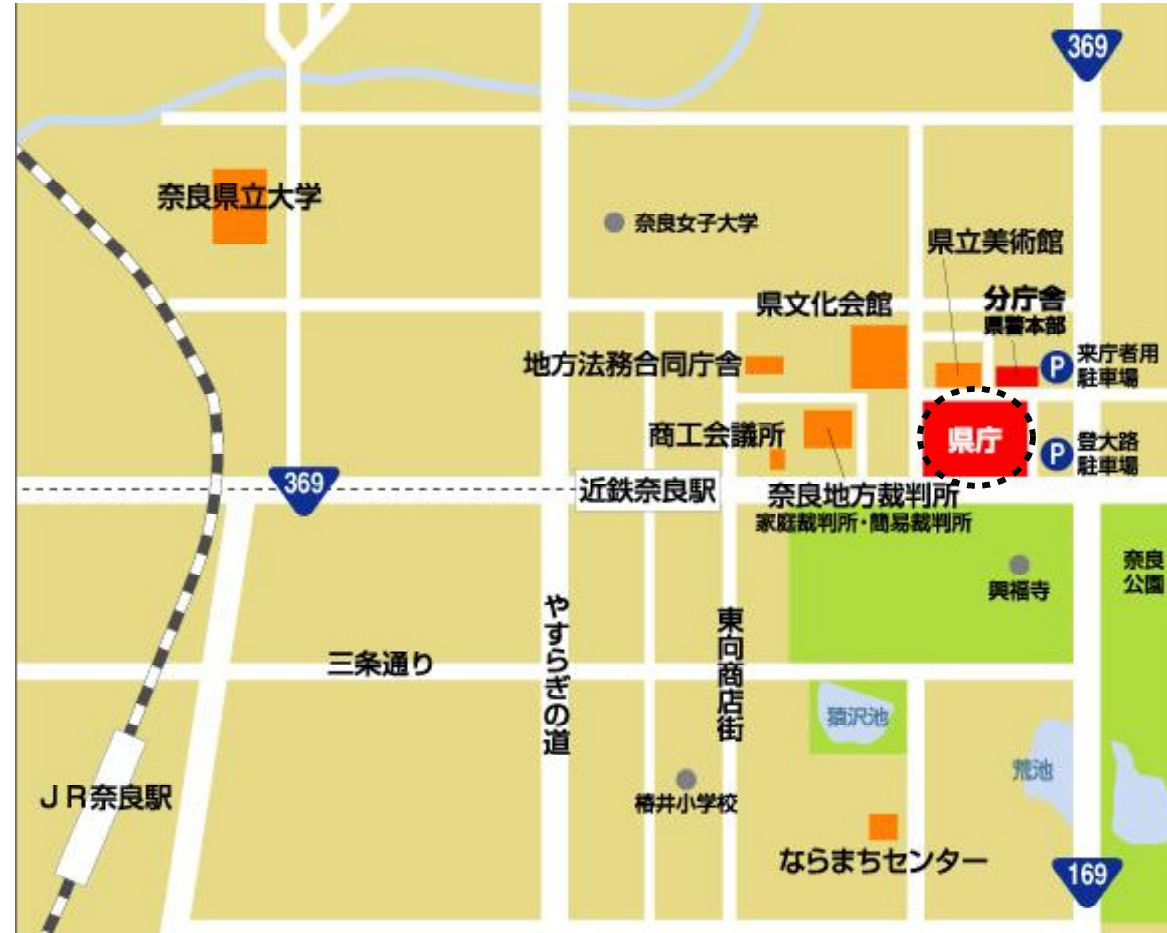 369
奈良県立大学
奈良女子大学
県立美術館
県文化会館
分庁舎
県警本部
地方法務合同庁舎
P
来庁者用
駐車場
商工会議所
県庁
P
登大路
駐車場
369
近鉄奈良駅
奈良地方裁判所
家庭裁判所・簡易裁判所
興福寺
奈良
公園
やすらぎの道
東向商店街
三条通り
猿沢池
荒池
JR奈良駅
椿井小学校
ならまちセンター
169